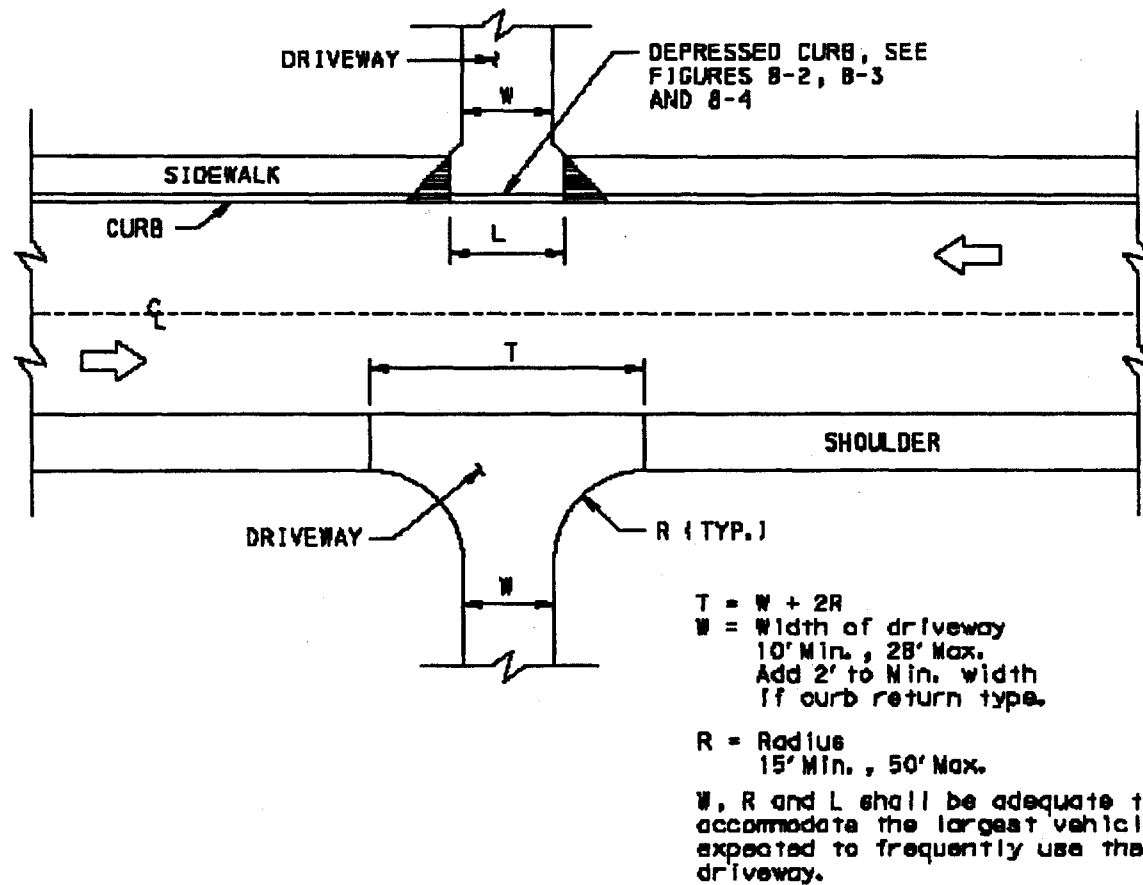 DRIVEWAY
DEPRESSED CURB, SEE
FIGURES 8-2, 8-3
AND 8-4
W
SIDEWALK
CURB
L
℄
T
SHOULDER
DRIVEWAY
R (TYP.)
W
T = W + 2R
W = Width of driveway
10' Min., 28' Max.
Add 2' to Min. width
if curb return type.
R = Radius
15' Min., 50' Max.
W, R and L shall be adequate t
accommodate the largest vehicl
expected to frequently use the
driveway.